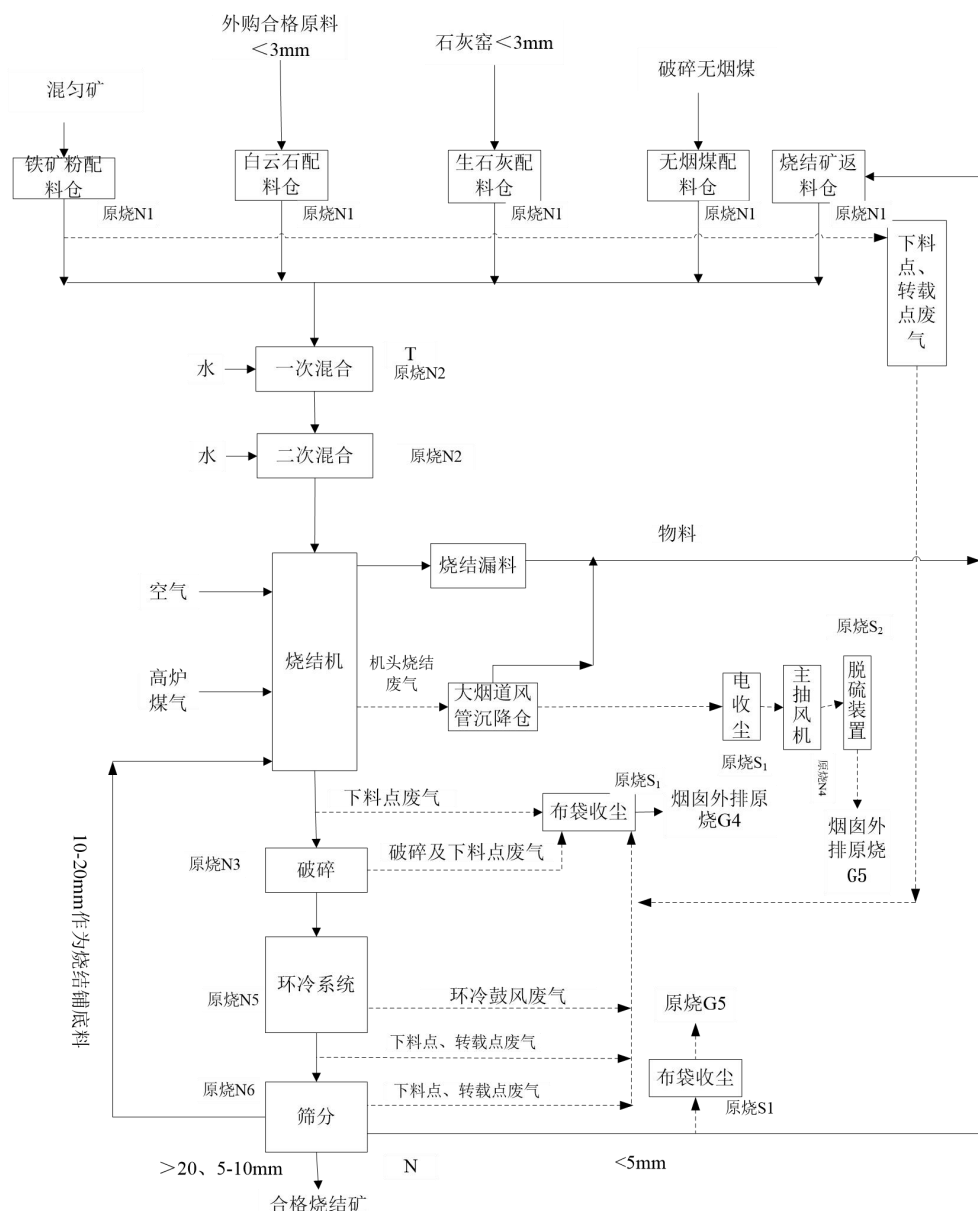 外购合格原料
＜3mm
石灰窑＜3mm
破碎无烟煤
混匀矿
铁矿粉配
料仓
白云石配
料仓
生石灰配
料仓
无烟煤配
料仓
烧结矿返
料仓
原烧N1
原烧N1
原烧N1
原烧N1
原烧N1
下料
点、
转载
点废
气
水
一次混合
T
原烧N2
水
二次混合
原烧N2
物料
烧结漏料
空气
烧结机
高炉
煤气
机头烧结
废气
大烟道风
管沉降仓
电收尘
原烧S₁
主抽风机
原烧N4
原烧S₂
脱硫装置
烟囱外
排原烧
G5
下料点废气
原烧S₁
布袋收尘
烟囱外排原
烧G4
原烧N3
破碎
破碎及下料点废气
10-20mm作为烧结铺底料
环冷系统
原烧N5
环冷鼓风废气
原烧G5
下料点、转载点废气
布袋收尘
原烧S1
原烧N6
筛分
下料点、转载点废气
＞20、5-10mm
N
<5mm
合格烧结矿